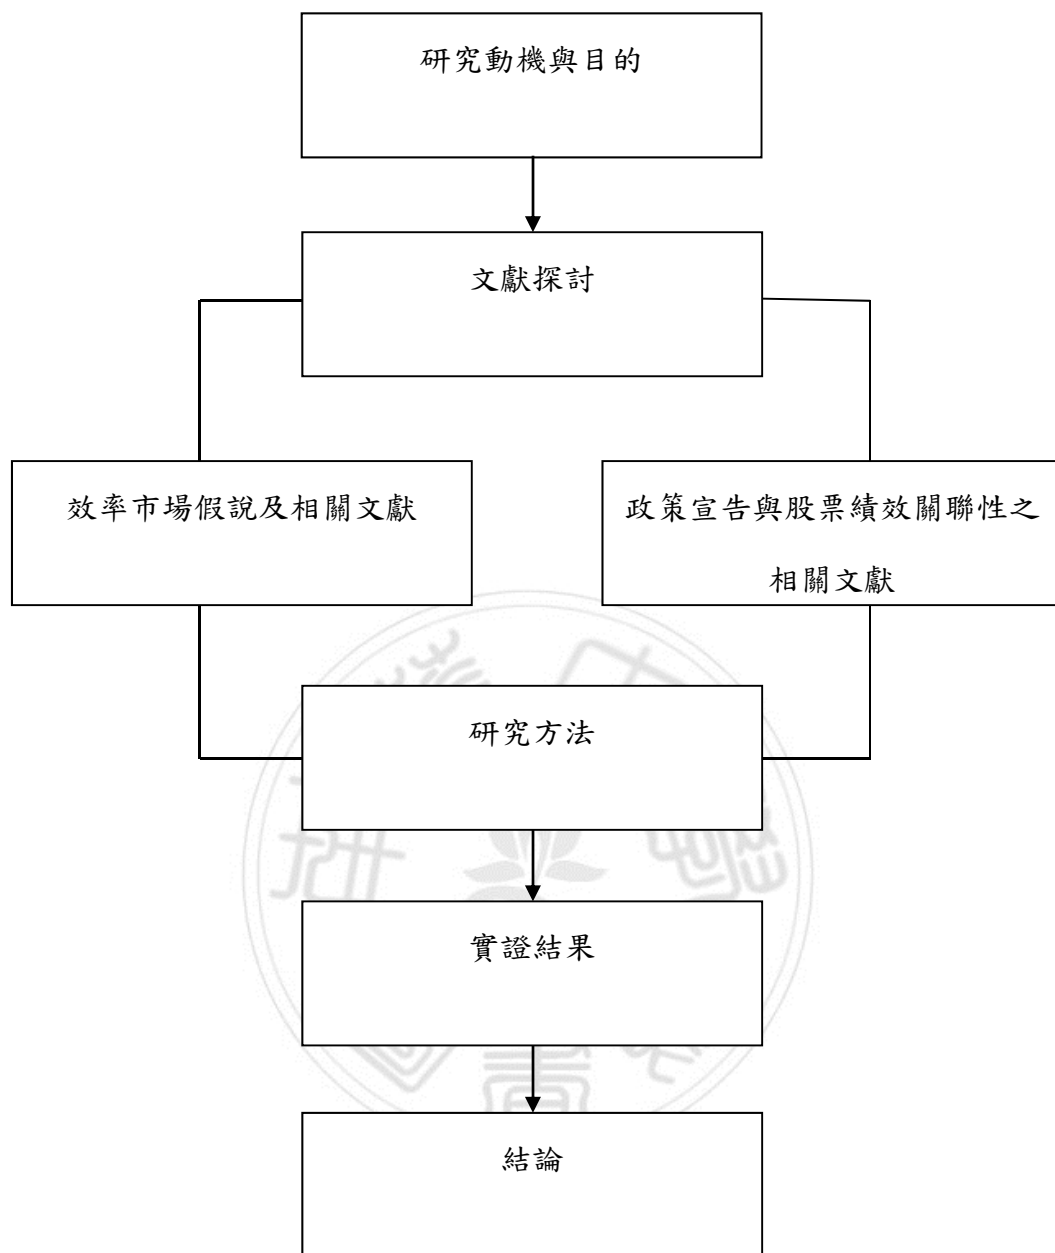 研究動機與目的
文獻探討
效率市場假說及相關文獻
政策宣告與股票績效關聯性之
相關文獻
研究方法
實證結果
結論